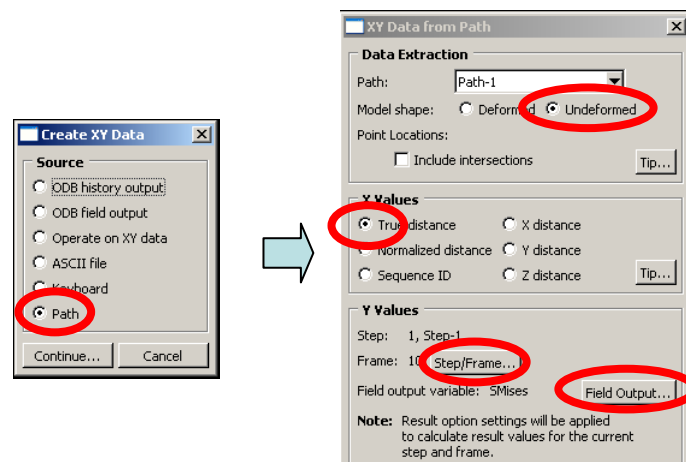 Create XY Data
Source
ODB history output
ODB field output
Operate on XY data
ASCII file
Keyboard
Path
Continue...
Cancel
XY Data from Path
Data Extraction
Path: Path-1
Model shape: Deformed Undeformed
Point Locations:
Include intersections
Tip...
X Values
True distance X distance
Normalized distance Y distance
Sequence ID Z distance
Tip...
Y Values
Step: 1, Step-1
Frame: Step/Frame...
Field output variable: SMises Field Output...
Note: Result option settings will be applied
to calculate result values for the current
step and frame.